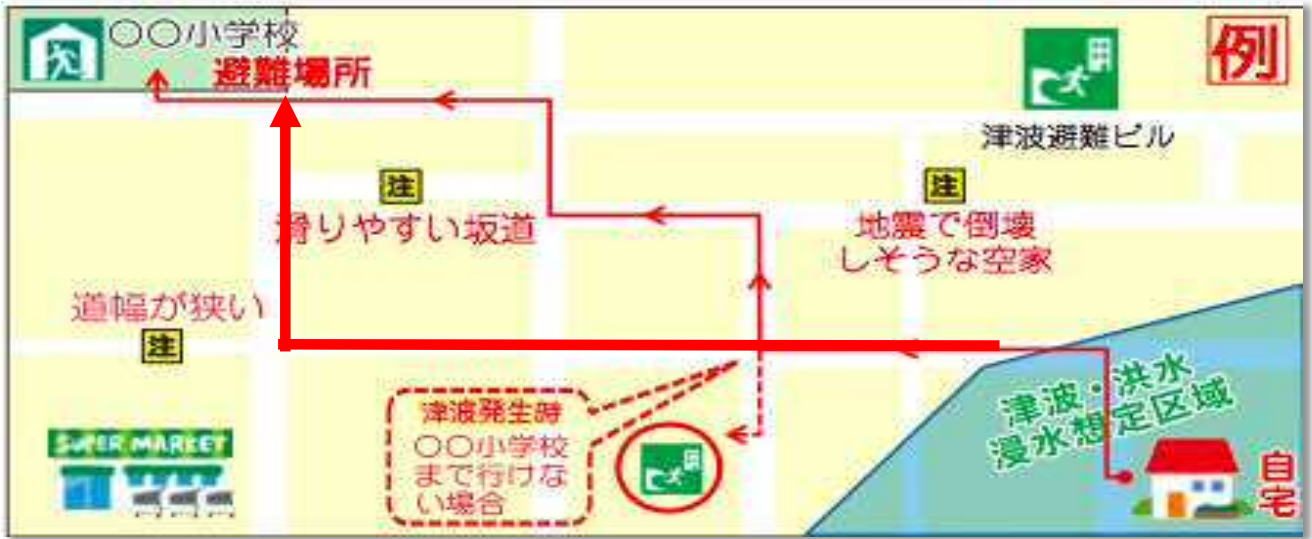 〇〇小学校
避難場所
例
津波避難ビル
注
滑りやすい坂道
注
地震で倒壊
しそうな空家
道幅が狭い
注
津波発生時
〇〇小学校
まで行けな
い場合
津波・洪水
浸水想定区域
SUPER MARKET
自宅